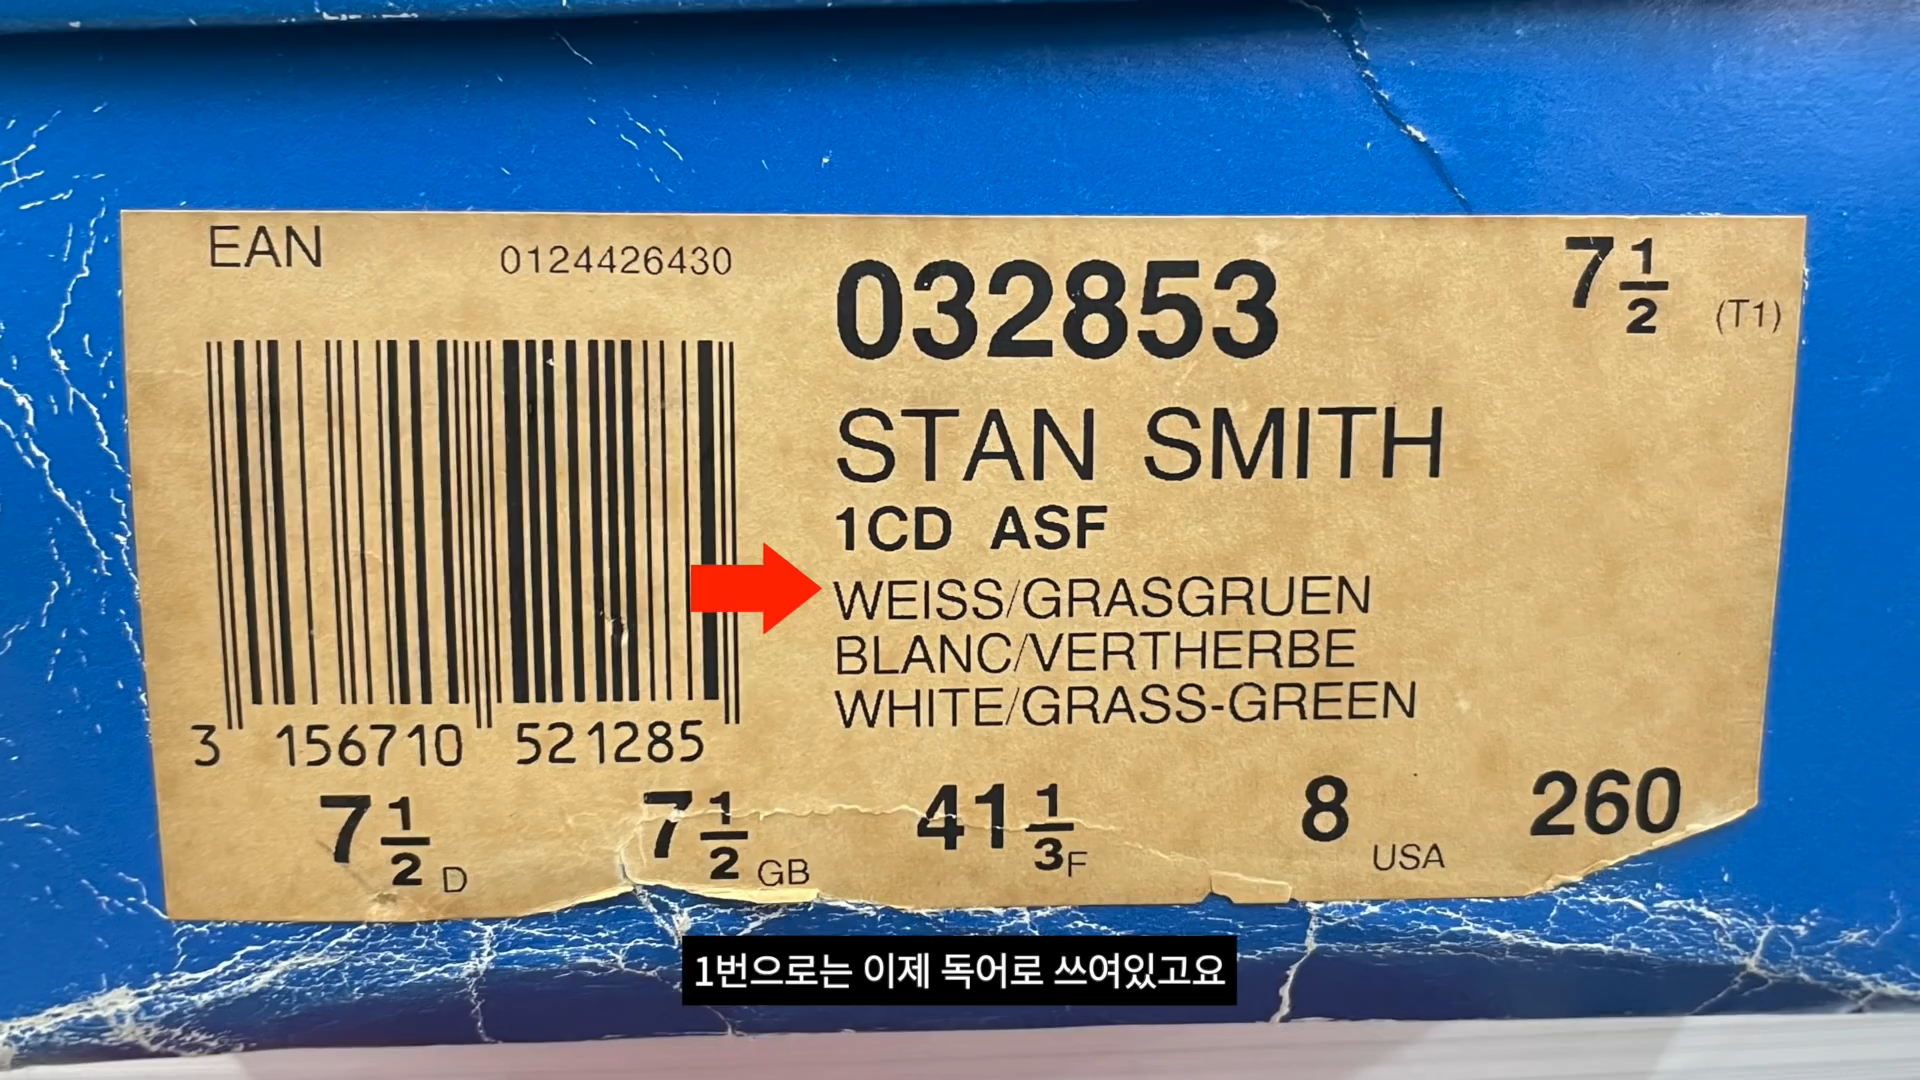 EAN
0124426430
032853
7 1/2
(T1)
STAN SMITH
1CD ASF
WEISS/GRASGRUEN
BLANC/VERTHERBE
WHITE/GRASS-GREEN
3 156710 521285
7 1/2 D
7 1/2 GB
41 1/3 F
8 USA
260
1번으로는 이제 독어로 쓰여있고요